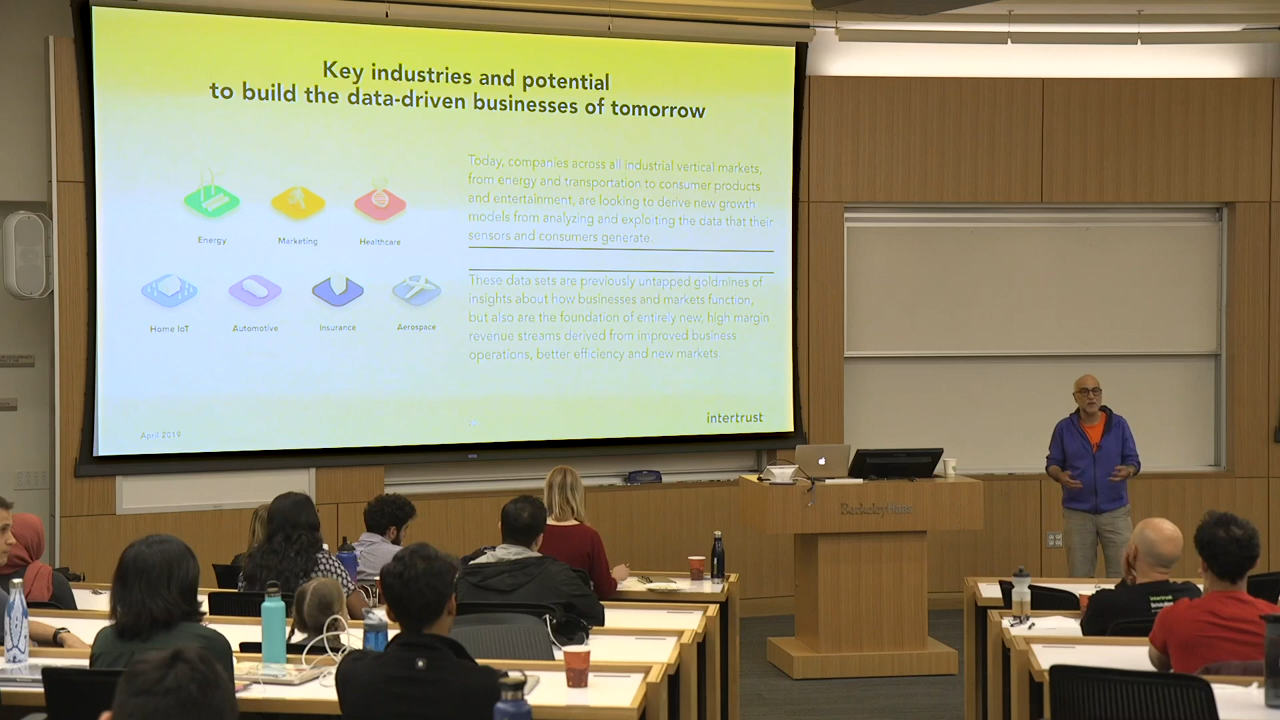 Key industries and potential
to build the data-driven businesses of tomorrow
Today, companies across all industrial vertical markets,
from energy and transportation to consumer products
and entertainment, are looking to derive new growth
models from analyzing and exploiting the data that their
sensors and consumers generate.
Energy
Marketing
Healthcare
These data sets are previously untapped goldmines of
insights about how businesses and markets function,
but also are the foundation of entirely new, high margin
revenue streams derived from improved business
operations, better efficiency and new markets.
Home IoT
Automotive
Insurance
Aerospace
April 2019
intertrust
BerkeleyHaas
intertrust